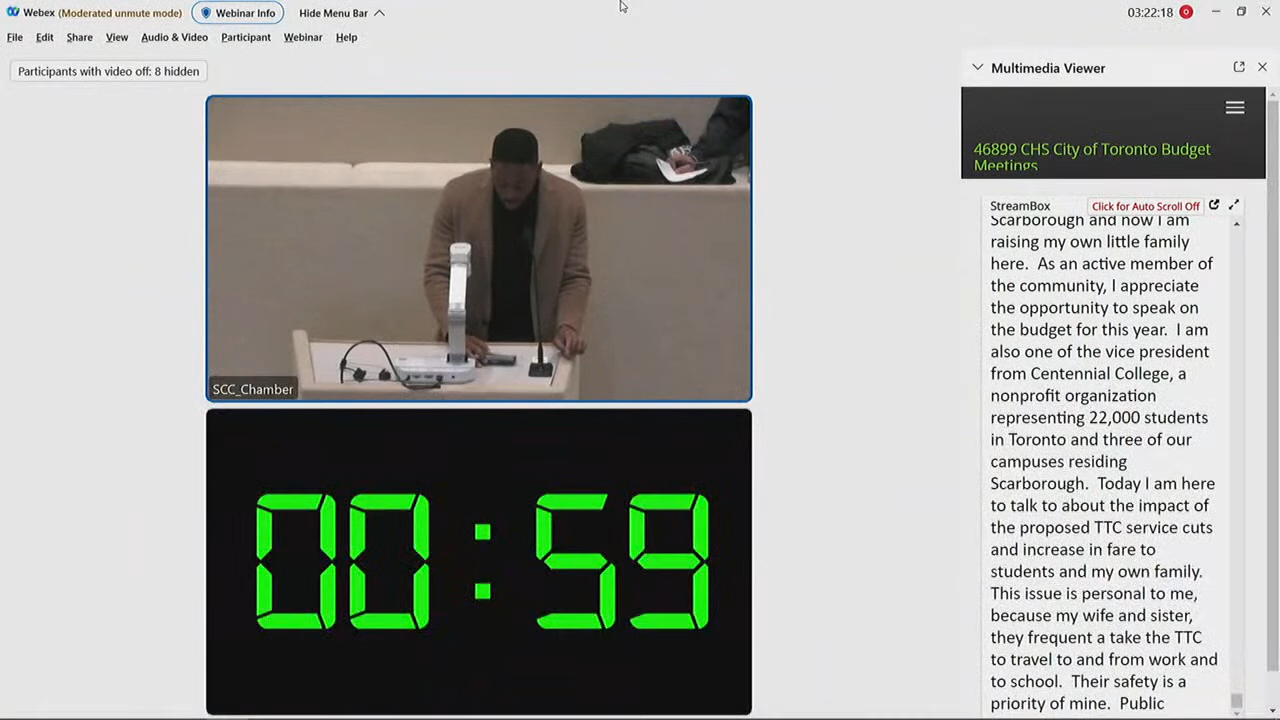 Webex (Moderated unmute mode) Webinar Info Hide Menu Bar 03:22:18
File Edit Share View Audio & Video Participant Webinar Help
Participants with video off: 8 hidden
Multimedia Viewer
46899 CHS City of Toronto Budget
Meetings
StreamBox Click for Auto Scroll Off
Scarborough and now I am
raising my own little family
here. As an active member of
the community, I appreciate
the opportunity to speak on
the budget for this year. I am
also one of the vice president
from Centennial College, a
nonprofit organization
representing 22,000 students
in Toronto and three of our
campuses residing
Scarborough. Today I am here
to talk to about the impact of
the proposed TTC service cuts
and increase in fare to
students and my own family.
This issue is personal to me,
because my wife and sister,
they frequent a take the TTC
to travel to and from work and
to school. Their safety is a
priority of mine. Public
SCC_Chamber
00:59